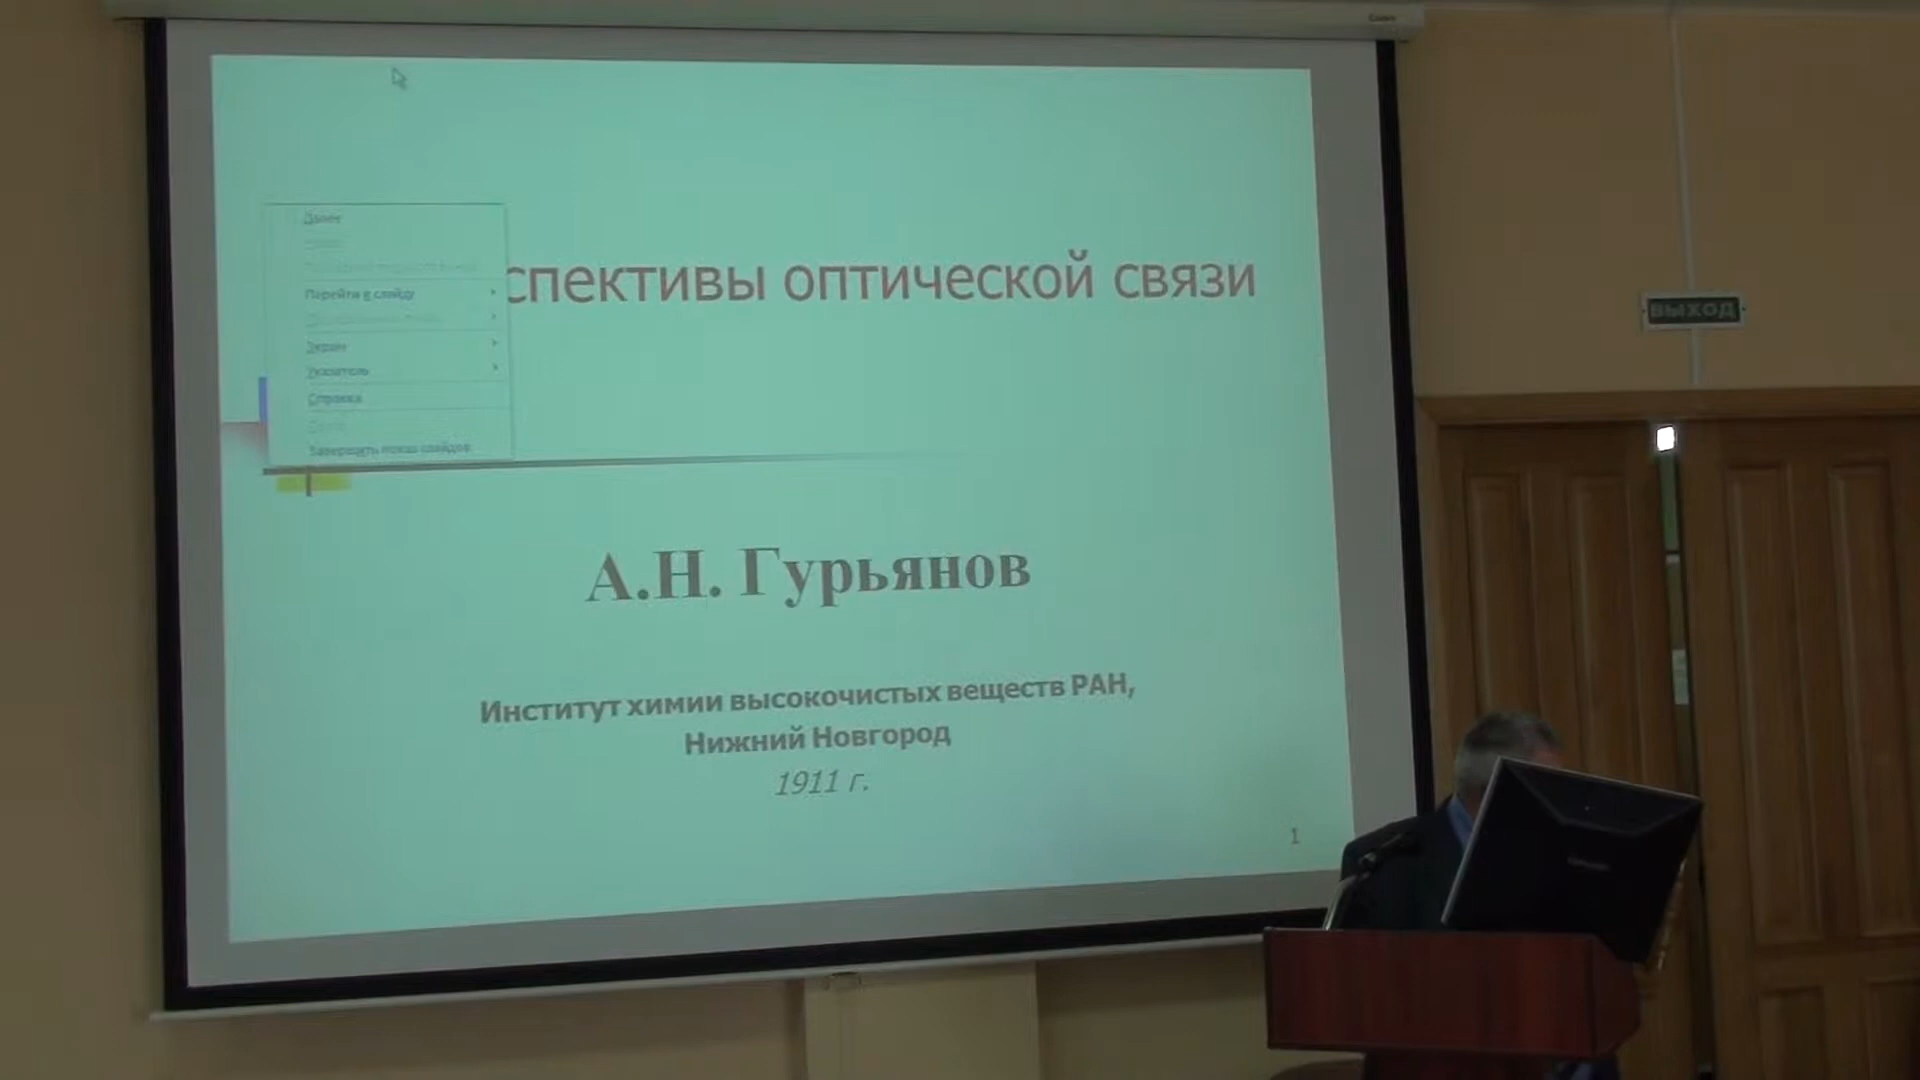 Далее
спективы оптической связи
Перейти к слайду
Экран
Указатель
Справка
Завершить показ слайдов
А.Н. Гурьянов
Институт химии высокочистых веществ РАН,
Нижний Новгород
1911 г.
1
ВЫХОД